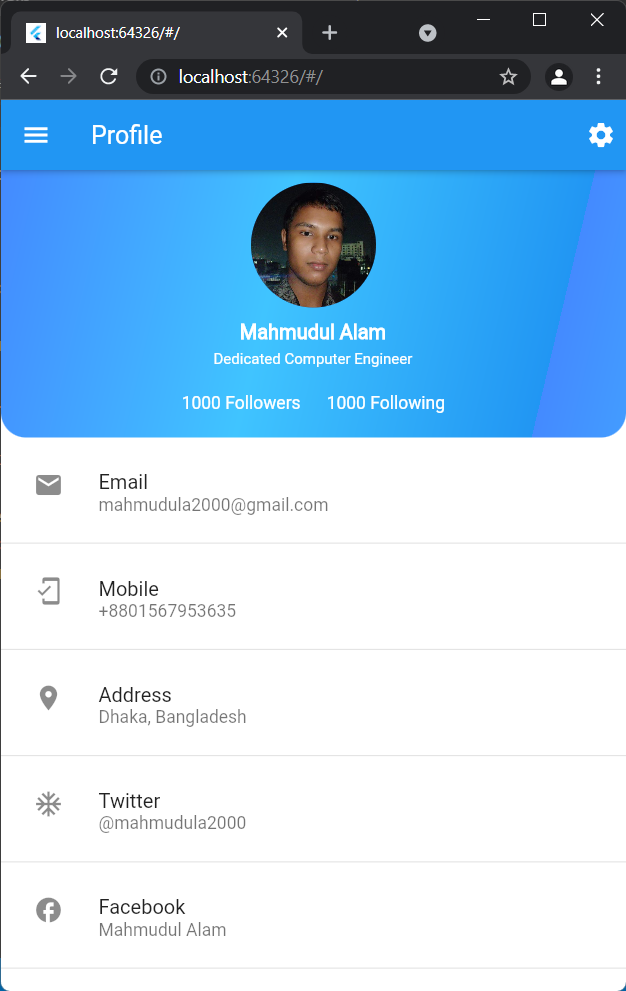 localhost:64326/#/
localhost:64326/#/
Profile
Mahmudul Alam
Dedicated Computer Engineer
1000 Followers 1000 Following
Email
mahmudula2000@gmail.com
Mobile
+8801567953635
Address
Dhaka, Bangladesh
Twitter
@mahmudula2000
Facebook
Mahmudul Alam